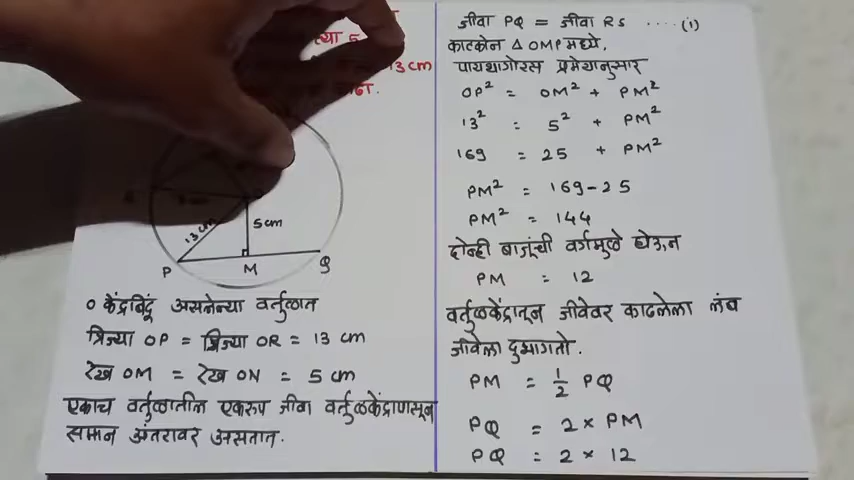 त्या 5
13 cm
5 cm
13 cm
P
M
Q
O केंद्रबिंदू असलेल्या वर्तुळात
त्रिज्या OP = त्रिज्या OR = 13 cm
रेख OM = रेख ON = 5 cm
एकाच वर्तुळातील एकरुप जीवा वर्तुळकेंद्रापासून
समान अंतरावर असतात.
जीवा PQ = जीवा RS ....(i)
काटकोन △ OMP मध्ये,
पायथागोरस प्रमेयानुसार
OP² = OM² + PM²
13² = 5² + PM²
169 = 25 + PM²
PM² = 169-25
PM² = 144
दोन्ही बाजूंची वर्गमुळे घेऊन
PM = 12
वर्तुळकेंद्रातून जीवेवर काढलेला लंब
जीवेला दुभागतो.
PM = 1/2 PQ
PQ = 2 × PM
PQ = 2 × 12